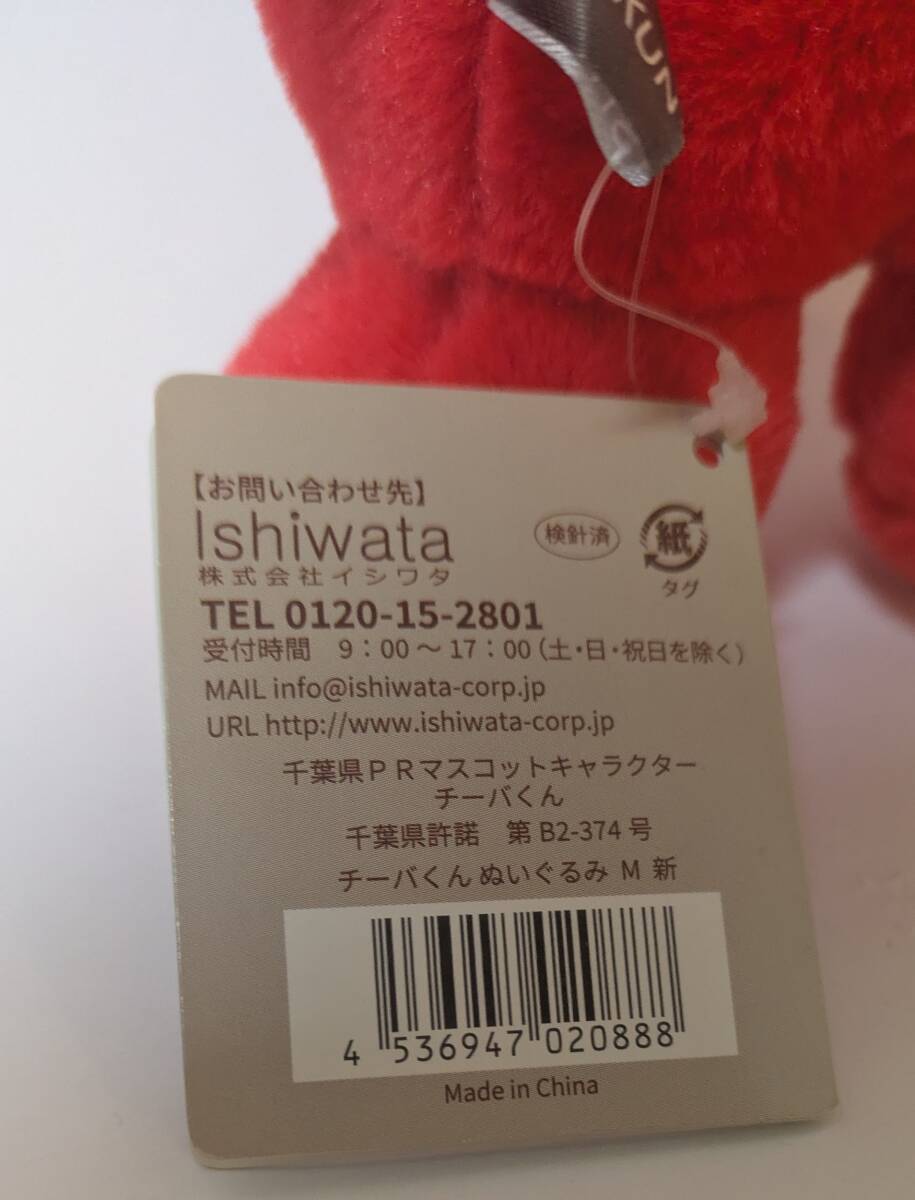 KUN
【お問い合わせ先】
Ishiwata
株式会社イシワタ
検針済
紙
タグ
TEL 0120-15-2801
受付時間　9：00～17：00（土・日・祝日を除く）
MAIL info@ishiwata-corp.jp
URL http://www.ishiwata-corp.jp
千葉県ＰＲマスコットキャラクター
チーバくん
千葉県許諾　第 B2-374 号
チーバくん ぬいぐるみ M 新
4 536947 020888
Made in China